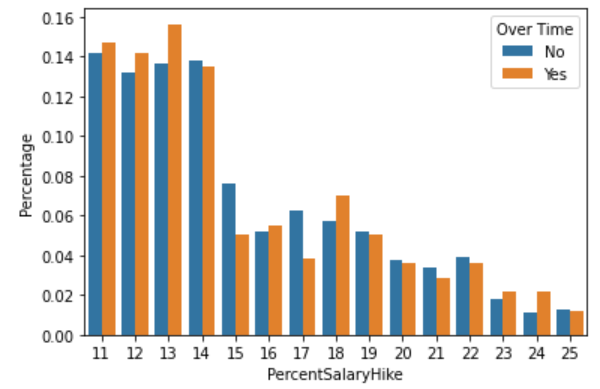 0.16
0.14
0.12
0.10
0.08
0.06
0.04
0.02
0.00
Percentage
Over Time
No
Yes
11 12 13 14 15 16 17 18 19 20 21 22 23 24 25
PercentSalaryHike